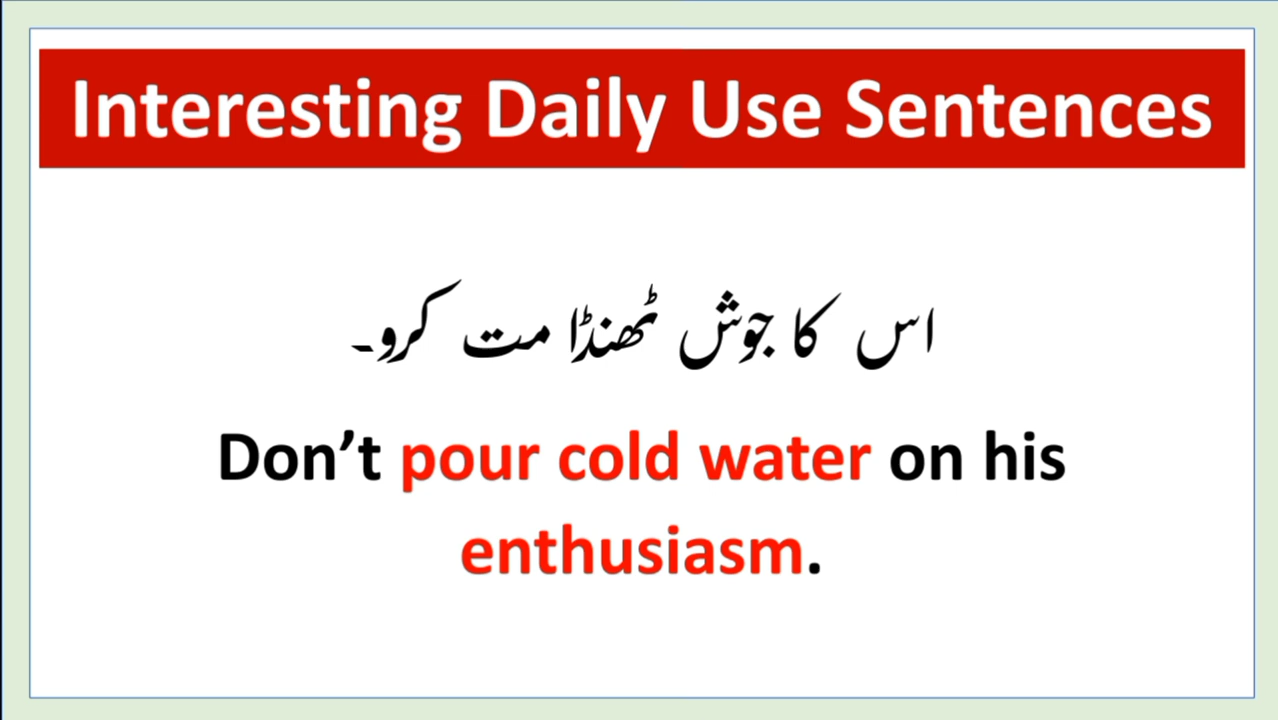 Interesting Daily Use Sentences
اس کا جوش ٹھنڈا مت کرو۔
Don’t pour cold water on his
enthusiasm.